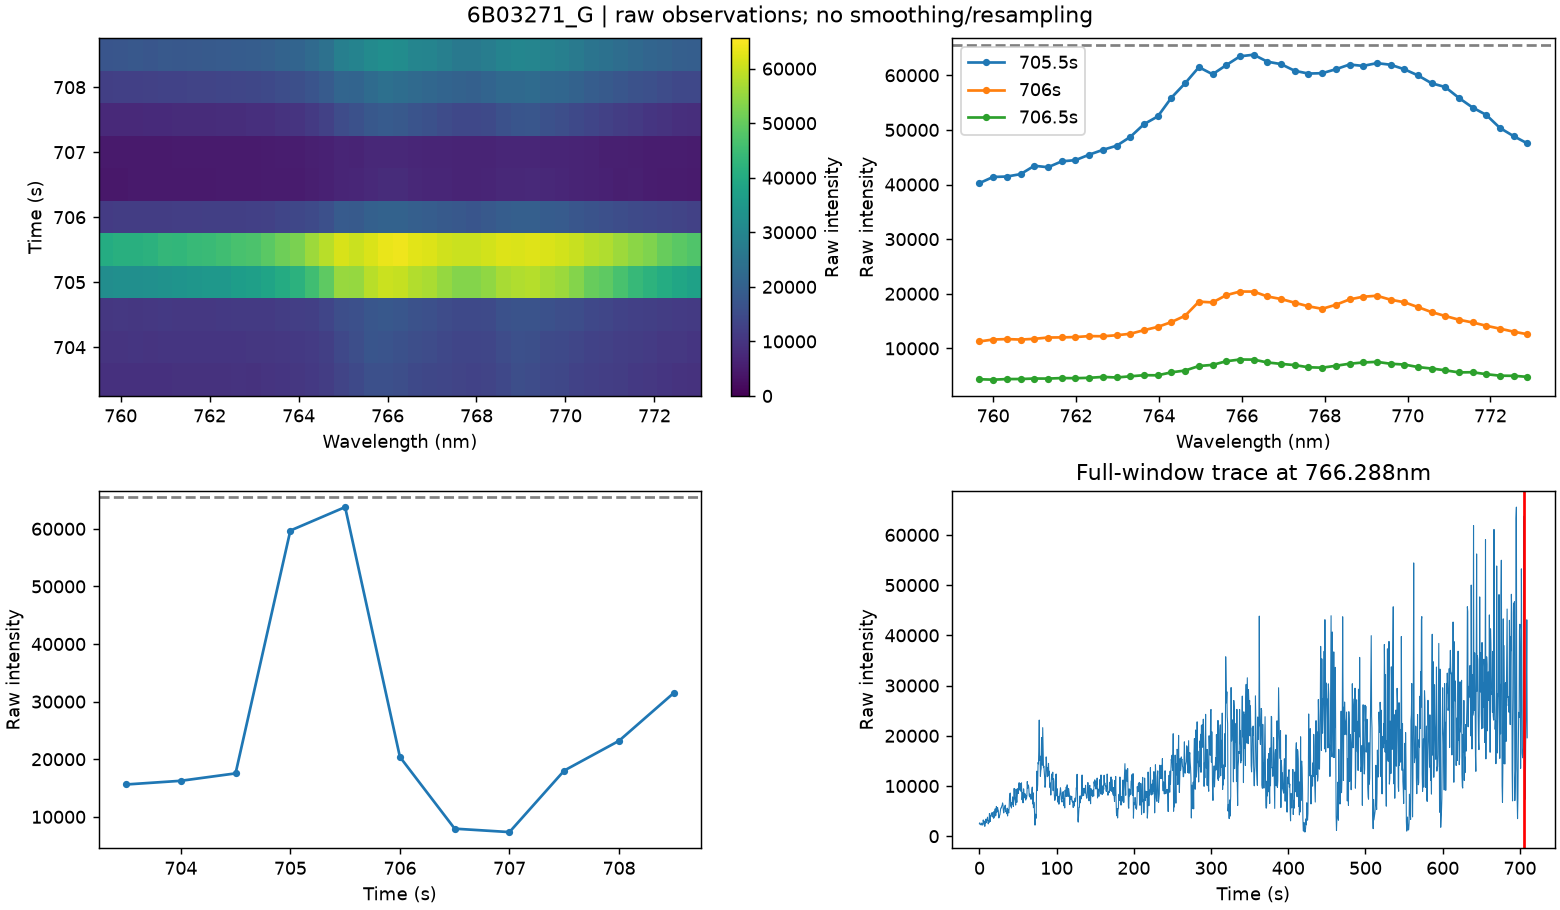 6B03271_G | raw observations; no smoothing/resampling
708
707
706
705
704
Time (s)
760 762 764 766 768 770 772
Wavelength (nm)
60000
50000
40000
30000
20000
10000
0
Raw intensity
705.5s
706s
706.5s
60000
50000
40000
30000
20000
10000
Raw intensity
760 762 764 766 768 770 772
Wavelength (nm)
60000
50000
40000
30000
20000
10000
Raw intensity
704 705 706 707 708
Time (s)
Full-window trace at 766.288nm
60000
50000
40000
30000
20000
10000
0
Raw intensity
0 100 200 300 400 500 600 700
Time (s)